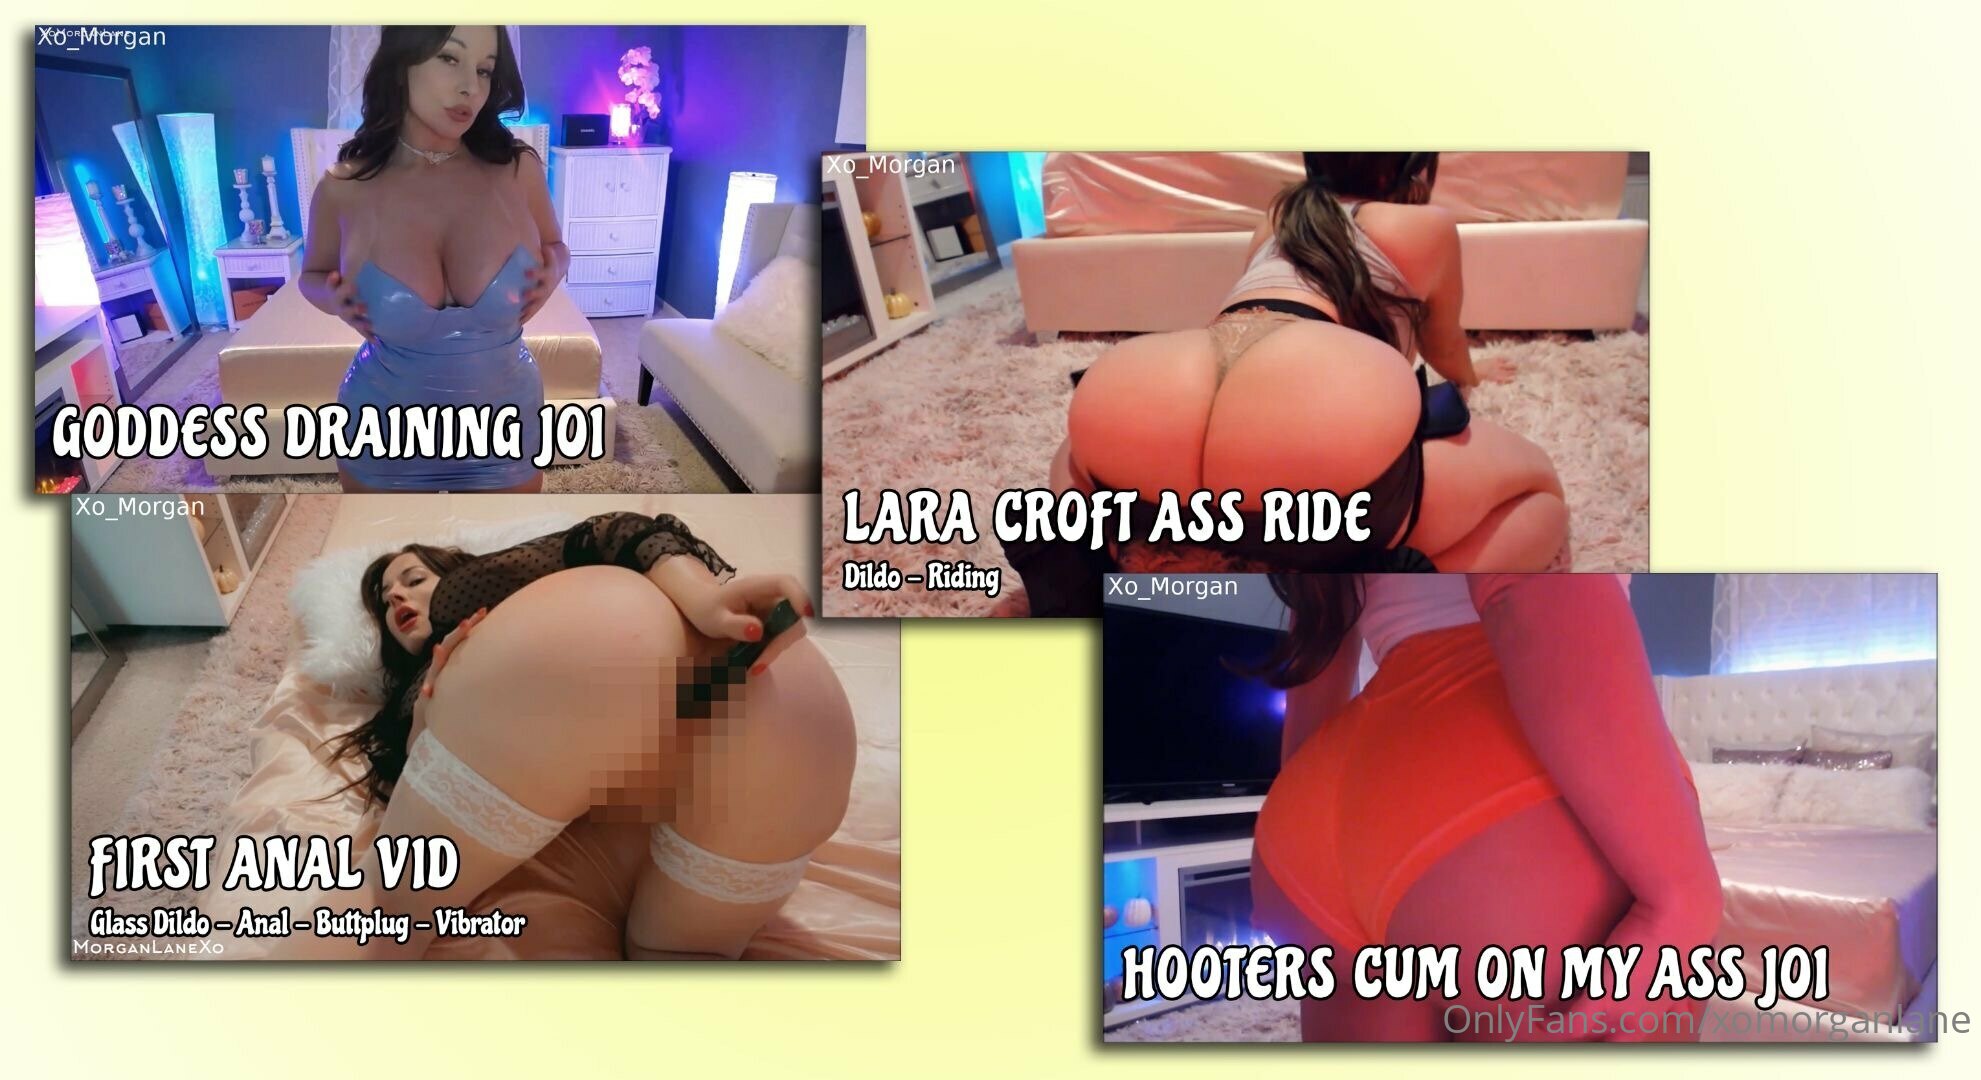 Xo_Morgan
GODDESS DRAINING JOI
Xo_Morgan
LARA CROFT ASS RIDE
Dildo – Riding
Xo_Morgan
FIRST ANAL VID
Glass Dildo – Anal – Buttplug – Vibrator
MorganLaneXo
Xo_Morgan
HOOTERS CUM ON MY ASS JOI
OnlyFans.com/xomorganlane